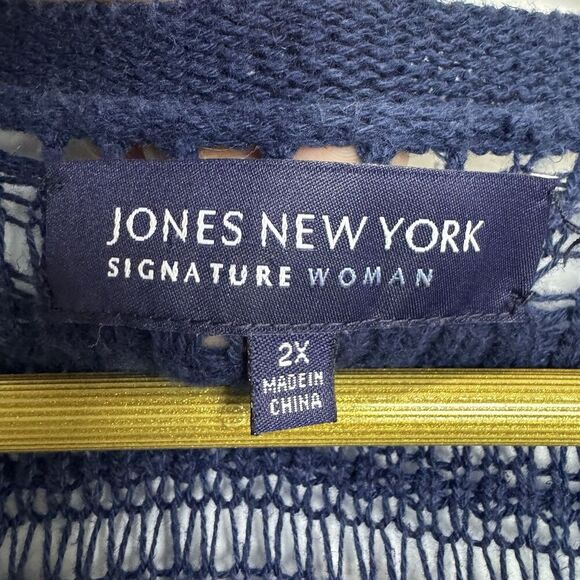 JONES NEW YORK
SIGNATURE WOMAN
2X
MADE IN
CHINA